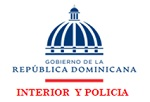 GOBIERNO DE LA
REPÚBLICA DOMINICANA
INTERIOR Y POLICIA